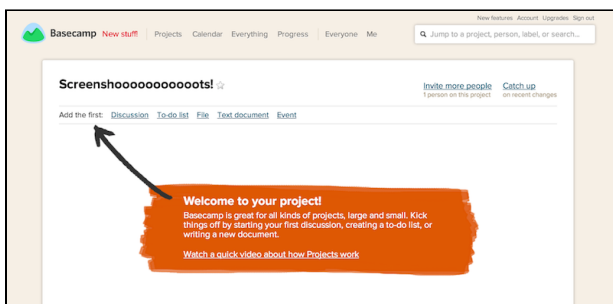 New features Account Upgrades Sign out
Basecamp New stuff! Projects Calendar Everything Progress Everyone Me
Jump to a project, person, label, or search...
Screenshooooooooooots!
Invite more people Catch up
1 person on this project on recent changes
Add the first: Discussion To-do list File Text document Event
Welcome to your project!
Basecamp is great for all kinds of projects, large and small. Kick
things off by starting your first discussion, creating a to-do list, or
writing a new document.
Watch a quick video about how Projects work